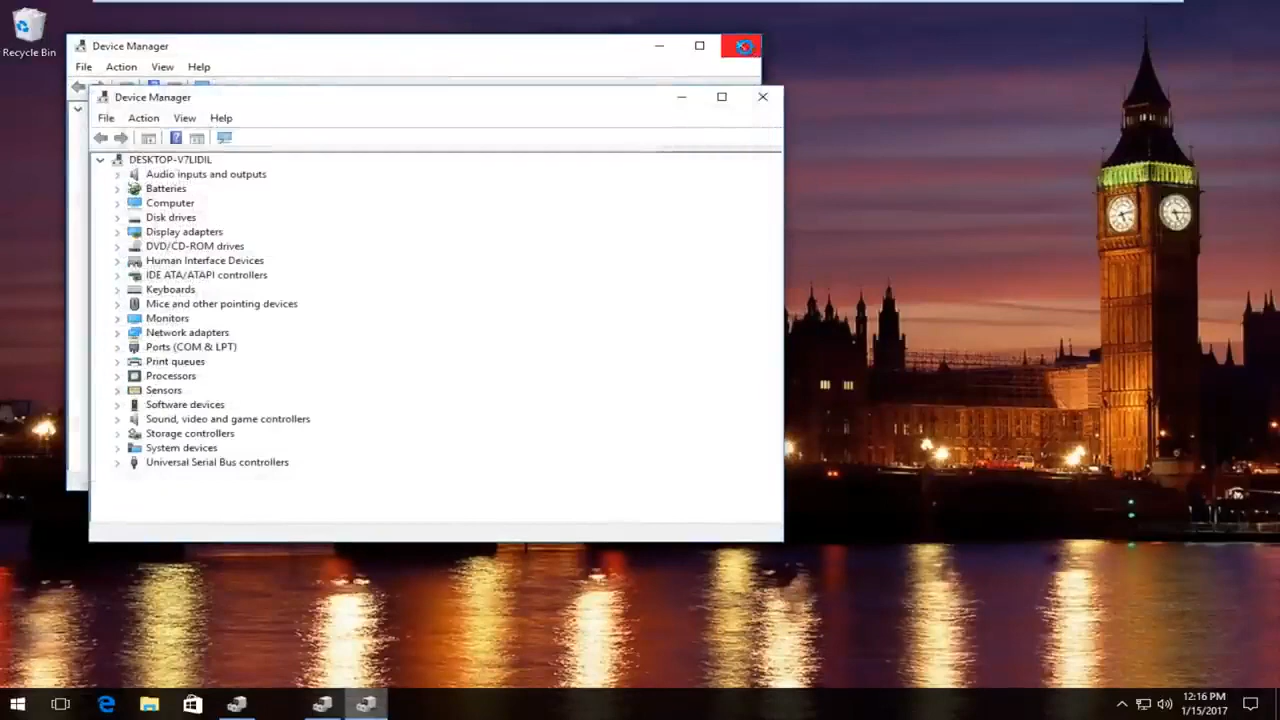 Recycle Bin
Device Manager
File Action View Help
Device Manager
File Action View Help
DESKTOP-V7LIDIL
Audio inputs and outputs
Batteries
Computer
Disk drives
Display adapters
DVD/CD-ROM drives
Human Interface Devices
IDE ATA/ATAPI controllers
Keyboards
Mice and other pointing devices
Monitors
Network adapters
Ports (COM & LPT)
Print queues
Processors
Sensors
Software devices
Sound, video and game controllers
Storage controllers
System devices
Universal Serial Bus controllers
12:16 PM
1/15/2017